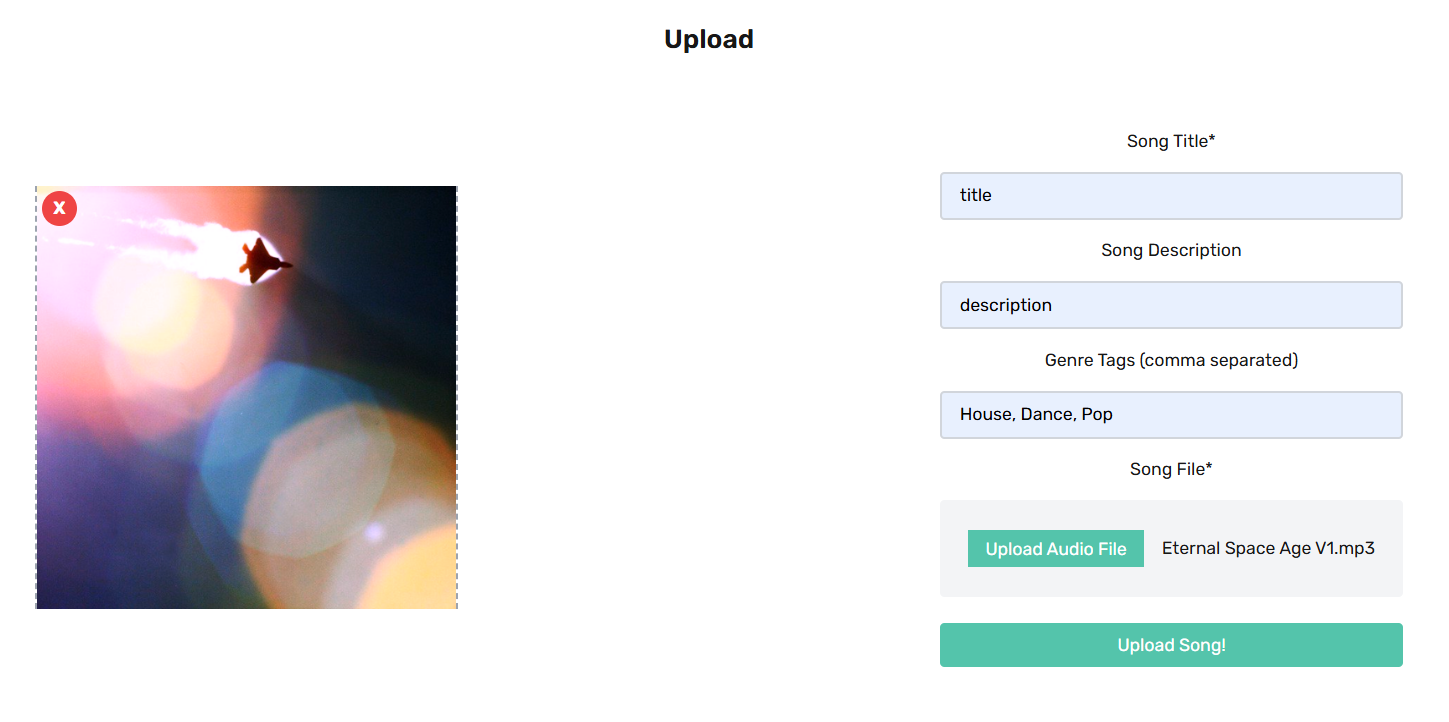 Upload
X
Song Title*
title
Song Description
description
Genre Tags (comma separated)
House, Dance, Pop
Song File*
Upload Audio File Eternal Space Age V1.mp3
Upload Song!